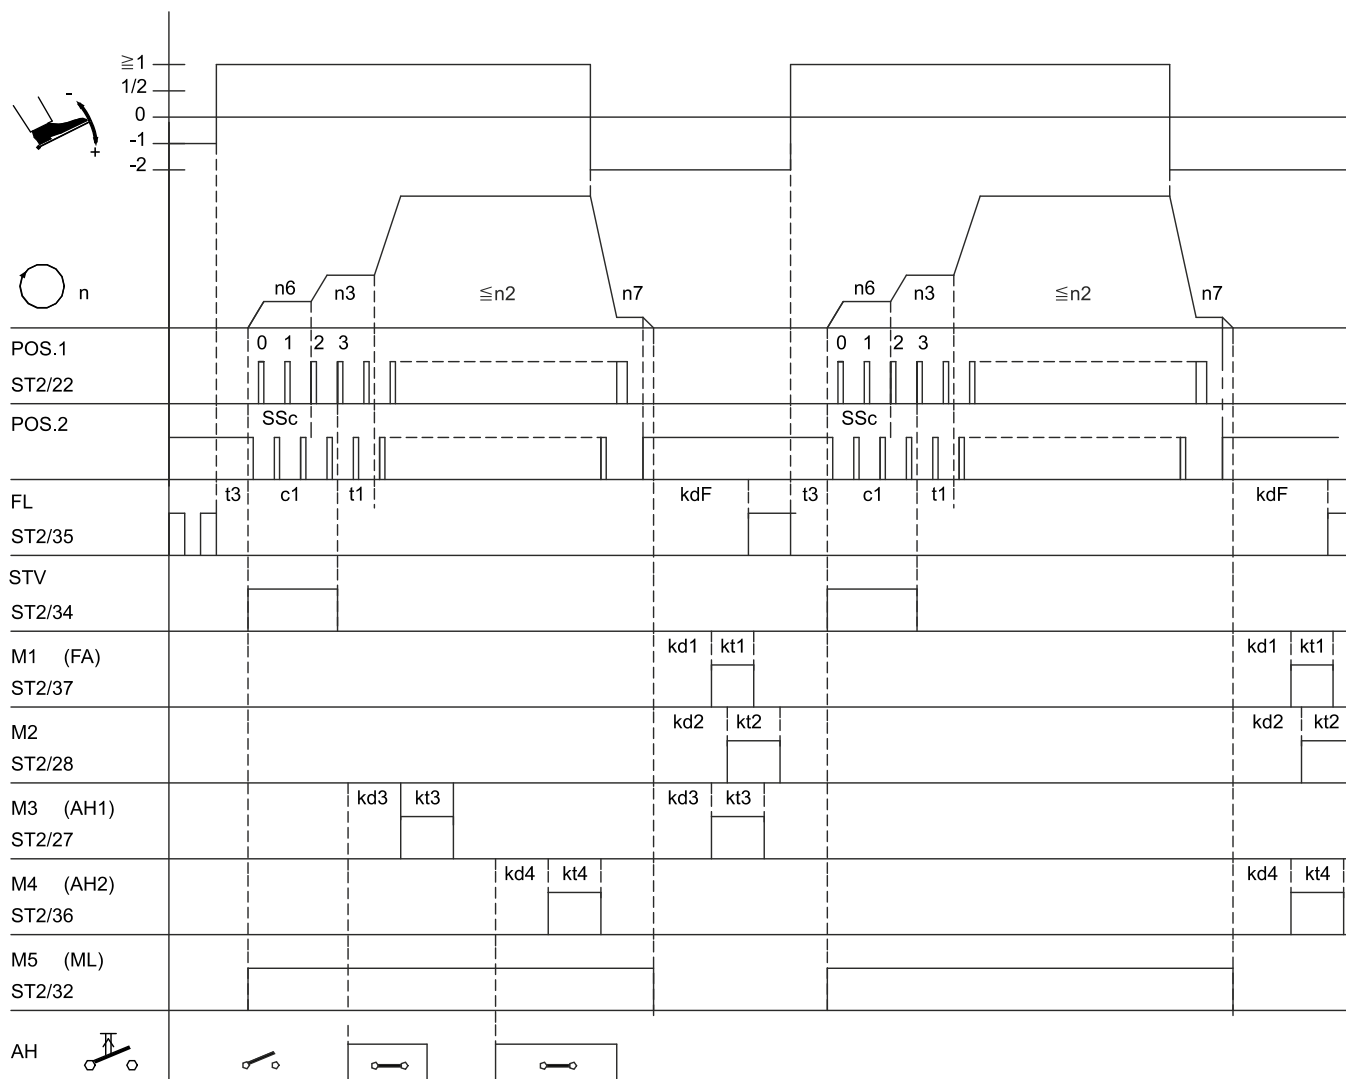 ≧1
1/2
0
-1
-2
-
+
n
n6 n3 ≦n2 n7 n6 n3 ≦n2 n7
POS.1 0 1 2 3 0 1 2 3
ST2/22
POS.2 SSc SSc
FL t3 c1 t1 kdF t3 c1 t1 kdF
ST2/35
STV
ST2/34
M1 (FA) kd1 kt1 kd1 kt1
ST2/37
M2 kd2 kt2 kd2 kt2
ST2/28
M3 (AH1) kd3 kt3 kd3 kt3
ST2/27
M4 (AH2) kd4 kt4 kd4 kt4
ST2/36
M5 (ML)
ST2/32
AH